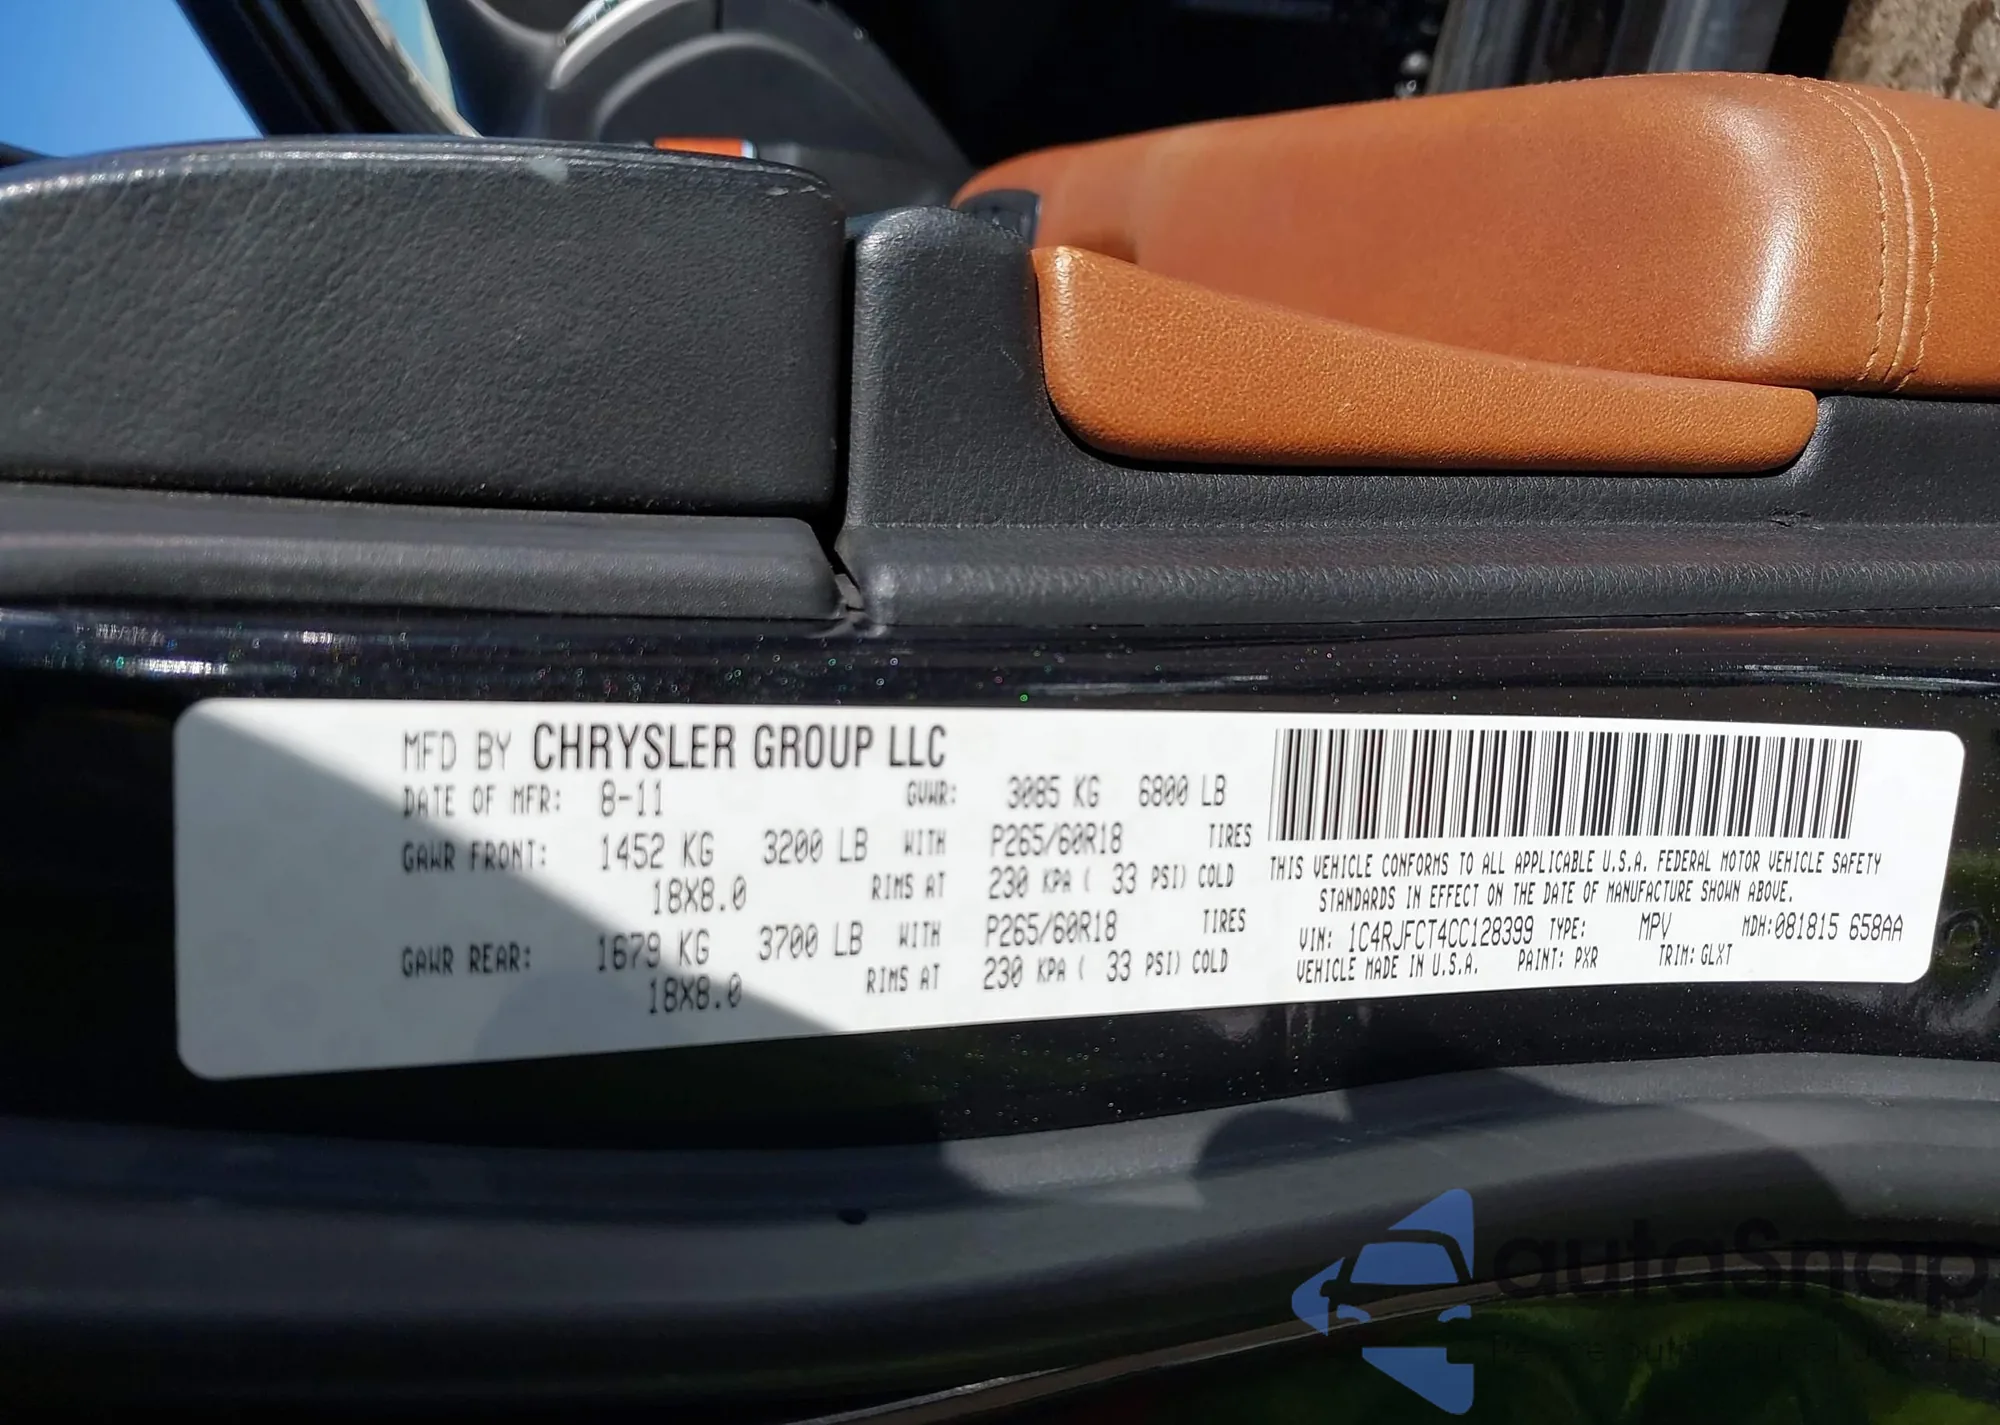 MFD BY CHRYSLER GROUP LLC
DATE OF MFR: 8-11 GVWR: 3085 KG 6800 LB
GAWR FRONT: 1452 KG 3200 LB WITH P265/60R18 TIRES
18X8.0 RIMS AT 230 KPA ( 33 PSI) COLD
GAWR REAR: 1679 KG 3700 LB WITH P265/60R18 TIRES
18X8.0 RIMS AT 230 KPA ( 33 PSI) COLD
THIS VEHICLE CONFORMS TO ALL APPLICABLE U.S.A. FEDERAL MOTOR VEHICLE SAFETY
STANDARDS IN EFFECT ON THE DATE OF MANUFACTURE SHOWN ABOVE.
VIN: 1C4RJFCT4CC128399 TYPE: MPV MDH:081815 658AA
VEHICLE MADE IN U.S.A. PAINT: PXR TRIM: GLXT
autoSnap